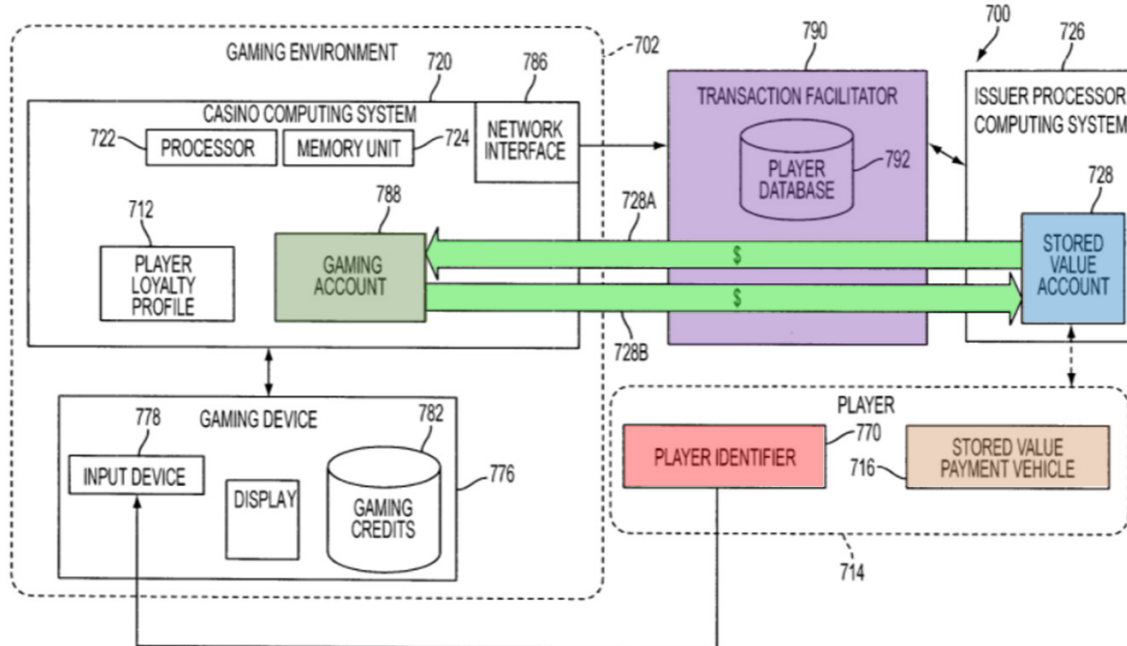 700
GAMING ENVIRONMENT
702
720
786
790
726
CASINO COMPUTING SYSTEM
722
PROCESSOR
MEMORY UNIT
724
NETWORK
INTERFACE
TRANSACTION FACILITATOR
PLAYER
DATABASE
792
ISSUER PROCESSOR
COMPUTING SYSTEM
712
788
728A
728
PLAYER
LOYALTY
PROFILE
GAMING
ACCOUNT
$
$
STORED
VALUE
ACCOUNT
728B
GAMING DEVICE
778
782
INPUT DEVICE
DISPLAY
GAMING
CREDITS
776
PLAYER
770
PLAYER IDENTIFIER
716
STORED VALUE
PAYMENT VEHICLE
714